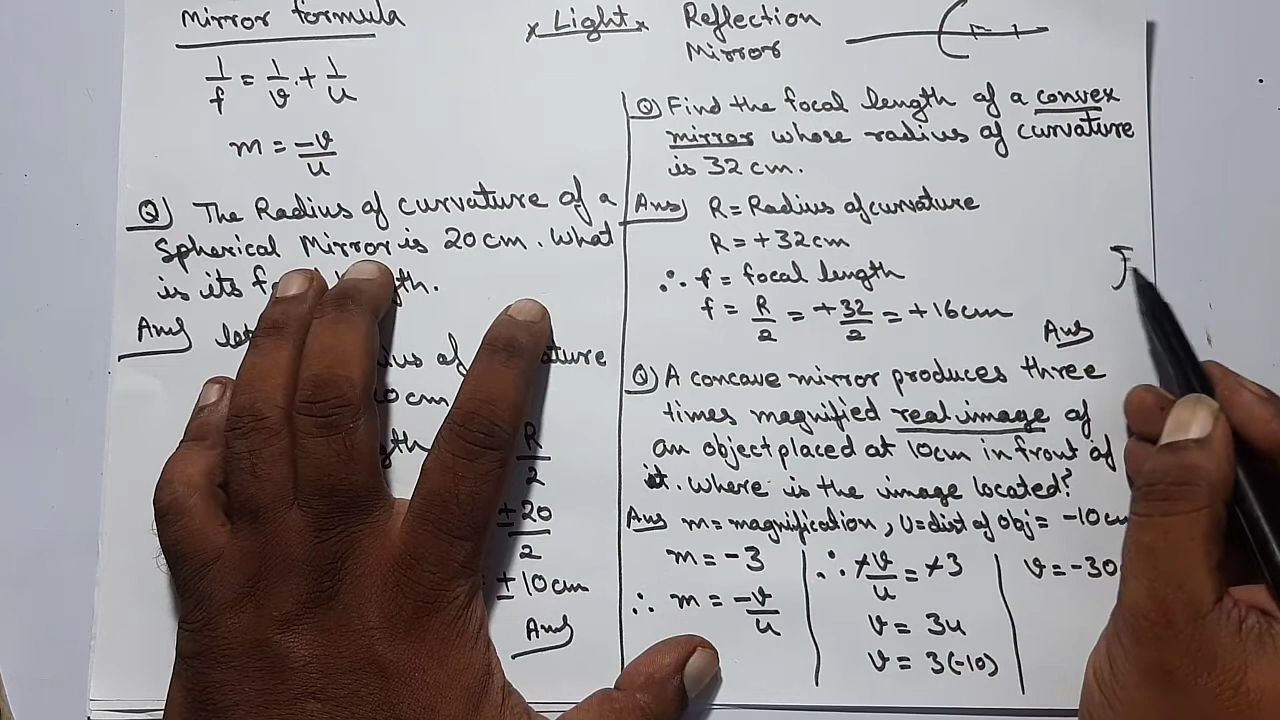 Mirror formula
1/f = 1/v + 1/u
m = -v/u
Q) The Radius of curvature of a
Spherical Mirror is 20 cm. What
is its
Ans
of
R/2
±20/2
±10 cm
Ans
x Light x Reflection
Mirror
Q) Find the focal length of a convex
mirror whose radius of curvature
is 32 cm.
Ans) R = Radius of curvature
R = +32 cm
∴ f = focal length
f = R/2 = +32/2 = +16 cm
Ans
Q) A concave mirror produces three
times magnified real image of
an object placed at 10 cm in front of
it. Where is the image located?
Ans m = magnification, u = dist of obj = -10 cm
m = -3
∴ m = -v/u
∴ -v/u = -3
v = 3u
v = 3(-10)
v = -30